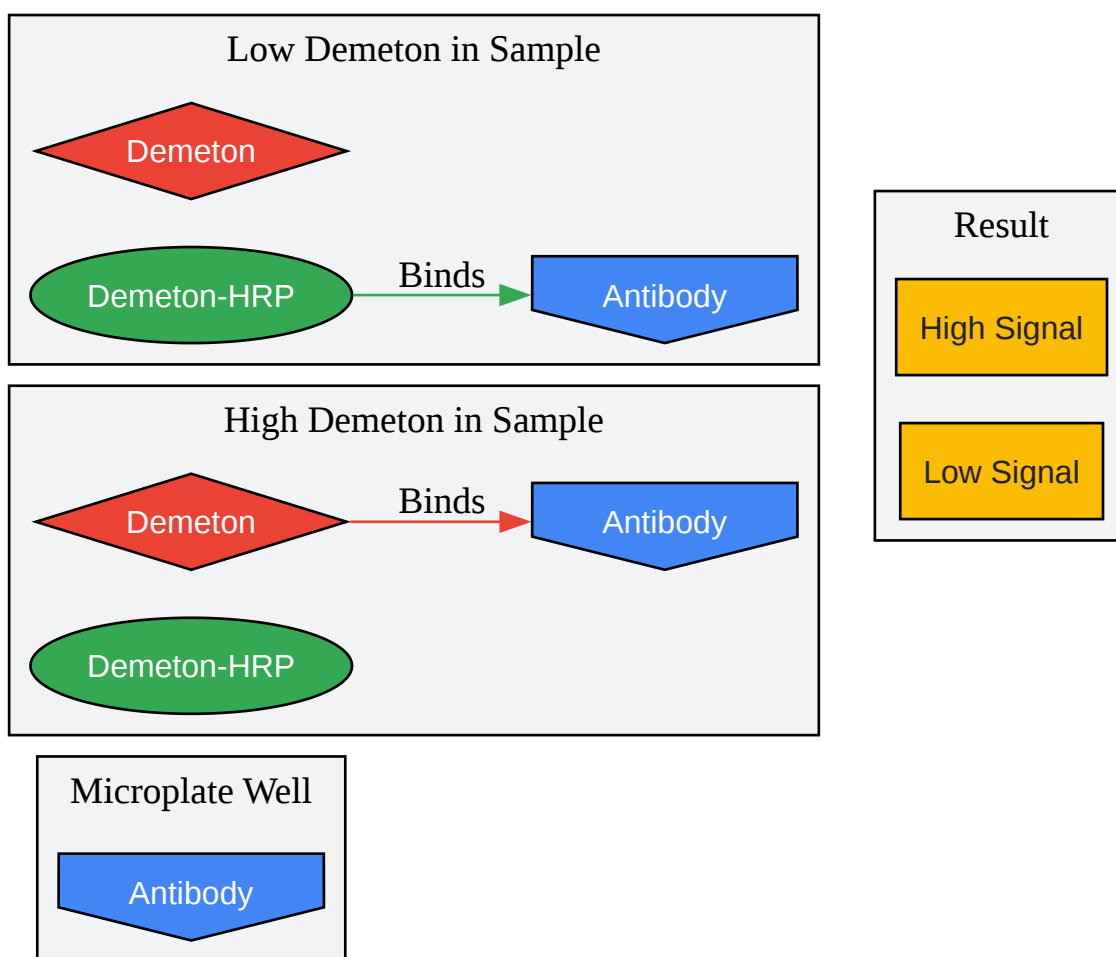 Low Demeton in Sample
Demeton
Demeton-HRP
Binds
Antibody
High Demeton in Sample
Demeton
Binds
Antibody
Demeton-HRP
Microplate Well
Antibody
Result
High Signal
Low Signal